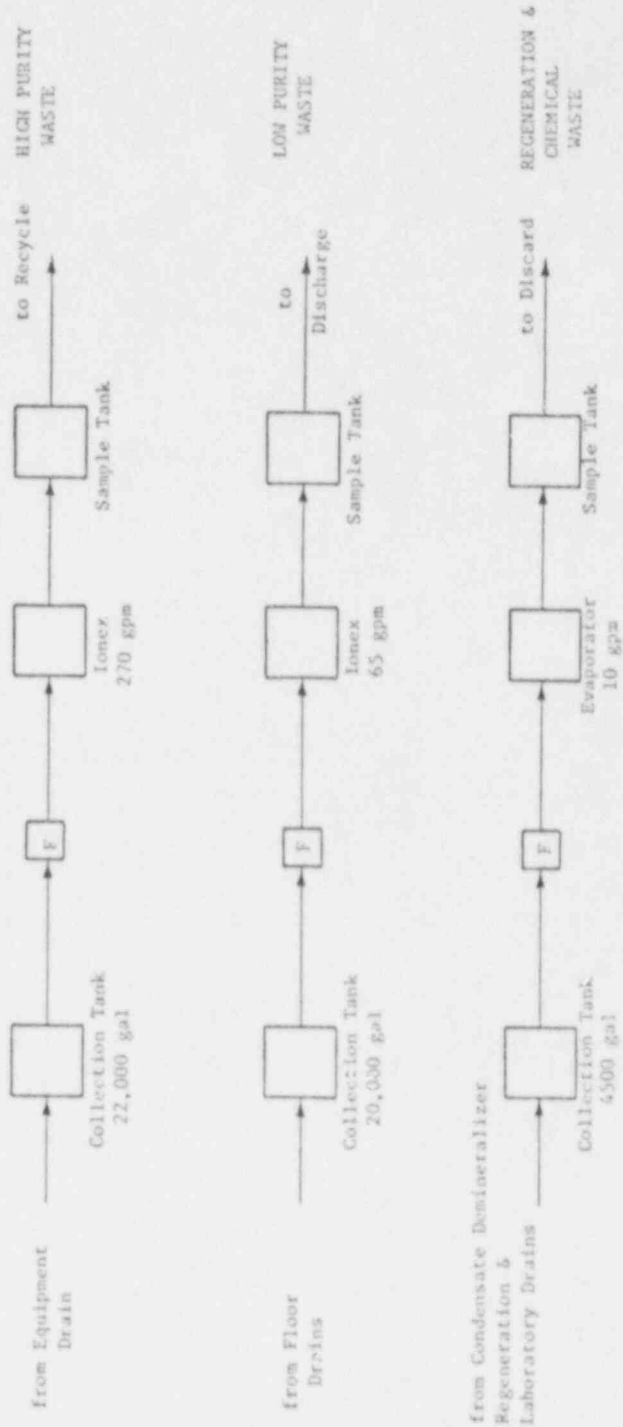 from Equipment
Drain
Collection Tank
22,000 gal
F
Ionex
270 gpm
Sample Tank
to Recycle
HIGH PURITY
WASTE
from Floor
Drains
Collection Tank
20,000 gal
F
Ionex
65 gpm
Sample Tank
to
Discharge
LOW PURITY
WASTE
from Condensate Demineralizer
Regeneration &
Laboratory Drains
Collection Tank
4500 gal
F
Evaporator
10 gpm
Sample Tank
to Discard
REGENERATION &
CHEMICAL
WASTE